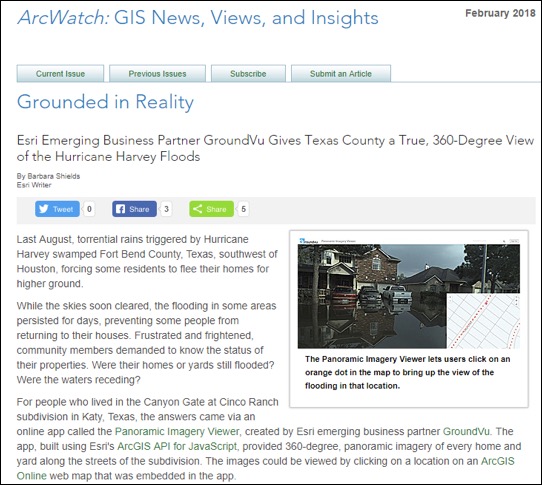 ArcWatch: GIS News, Views, and Insights
February 2018
Current Issue
Previous Issues
Subscribe
Submit an Article
Grounded in Reality
Esri Emerging Business Partner GroundVu Gives Texas County a True, 360-Degree View
of the Hurricane Harvey Floods
By Barbara Shields
Esri Writer
Tweet 0
Share 3
Share 5
Last August, torrential rains triggered by Hurricane
Harvey swamped Fort Bend County, Texas, southwest of
Houston, forcing some residents to flee their homes for
higher ground.
While the skies soon cleared, the flooding in some areas
persisted for days, preventing some people from
returning to their houses. Frustrated and frightened,
community members demanded to know the status of
their properties. Were their homes or yards still flooded?
Were the waters receding?
Panoramic Imagery Viewer
The Panoramic Imagery Viewer lets users click on an
orange dot in the map to bring up the view of the
flooding in that location.
For people who lived in the Canyon Gate at Cinco Ranch
subdivision in Katy, Texas, the answers came via an
online app called the Panoramic Imagery Viewer, created by Esri emerging business partner GroundVu. The
app, built using Esri's ArcGIS API for JavaScript, provided 360-degree, panoramic imagery of every home and
yard along the streets of the subdivision. The images could be viewed by clicking on a location on an ArcGIS
Online web map that was embedded in the app.